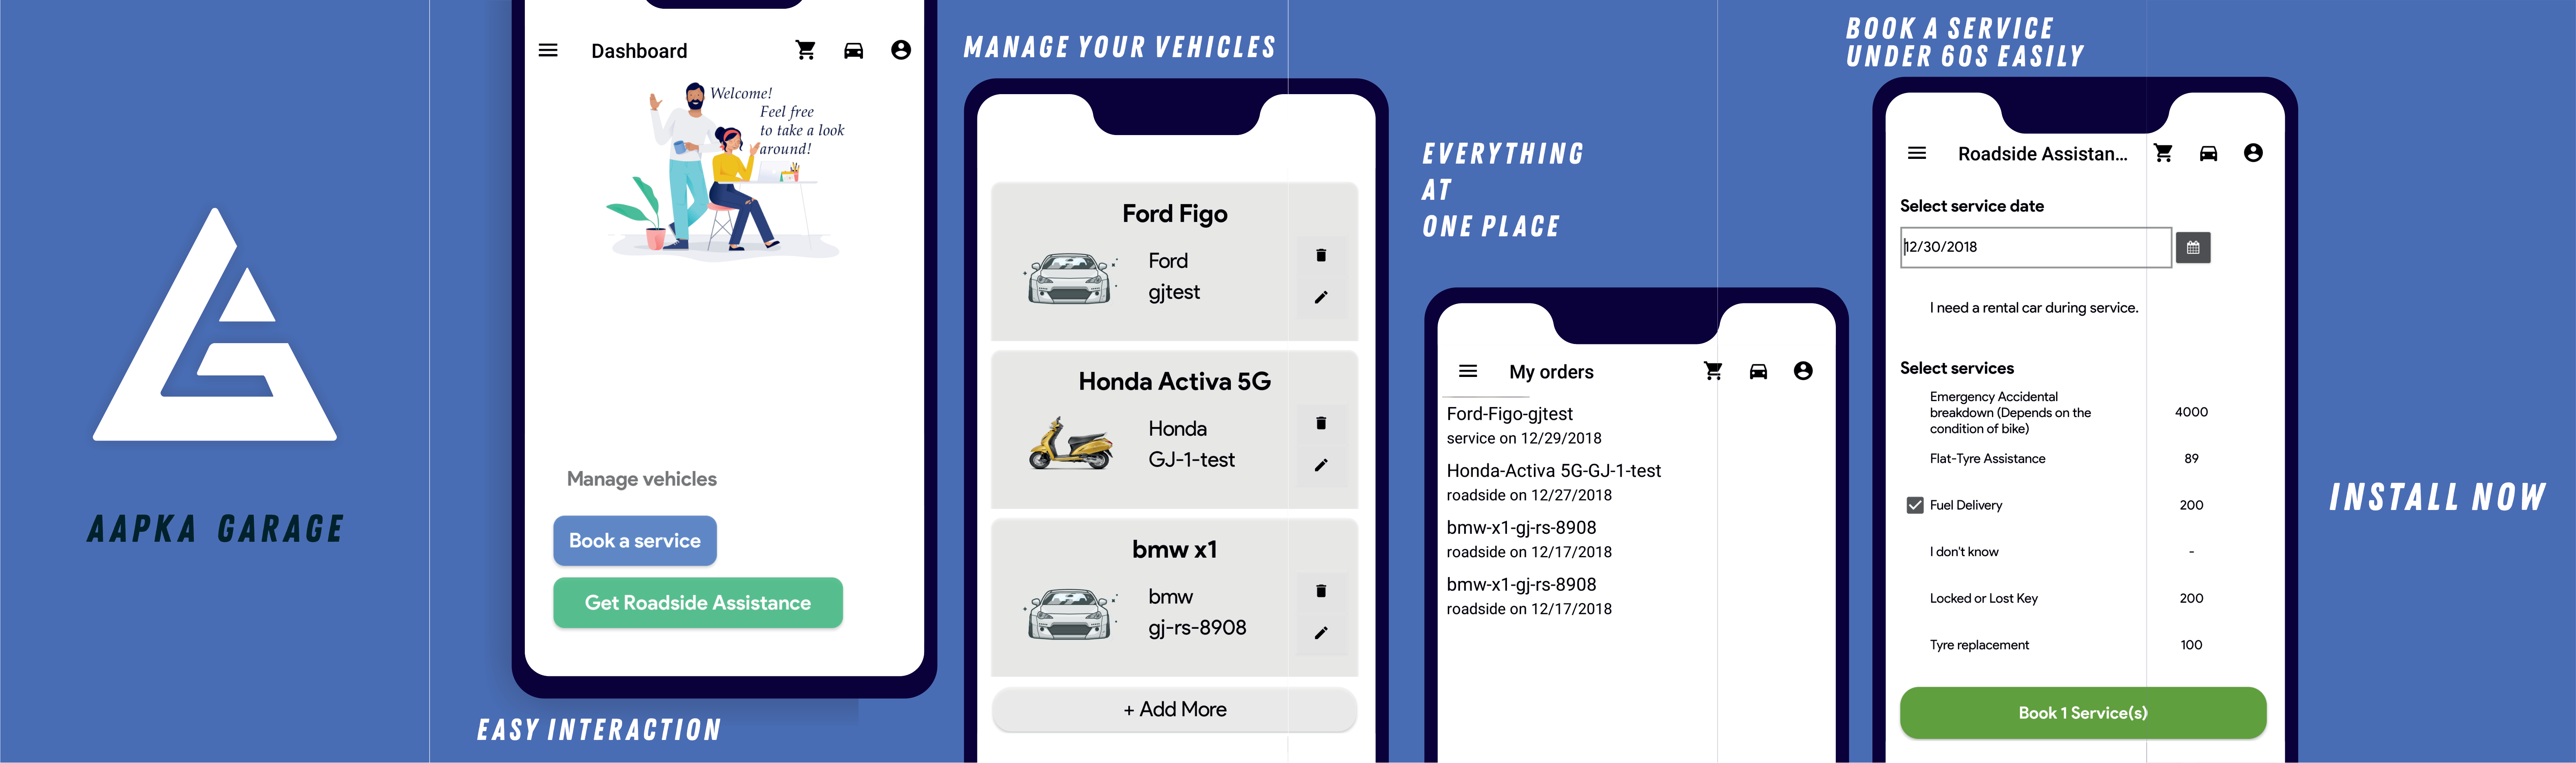 AAPKA GARAGE
Dashboard
Welcome!
Feel free
to take a look
around!
Manage vehicles
Book a service
Get Roadside Assistance
EASY INTERACTION
MANAGE YOUR VEHICLES
Ford Figo
Ford
gjtest
Honda Activa 5G
Honda
GJ-1-test
bmw x1
bmw
gj-rs-8908
+ Add More
EVERYTHING
AT
ONE PLACE
My orders
Ford-Figo-gjtest
service on 12/29/2018
Honda-Activa 5G-GJ-1-test
roadside on 12/27/2018
bmw-x1-gj-rs-8908
roadside on 12/17/2018
bmw-x1-gj-rs-8908
roadside on 12/17/2018
BOOK A SERVICE
UNDER 60S EASILY
Roadside Assistan...
Select service date
12/30/2018
I need a rental car during service.
Select services
Emergency Accidental
breakdown (Depends on the
condition of bike)
4000
Flat-Tyre Assistance 89
Fuel Delivery 200
I don't know -
Locked or Lost Key 200
Tyre replacement 100
Book 1 Service(s)
INSTALL NOW